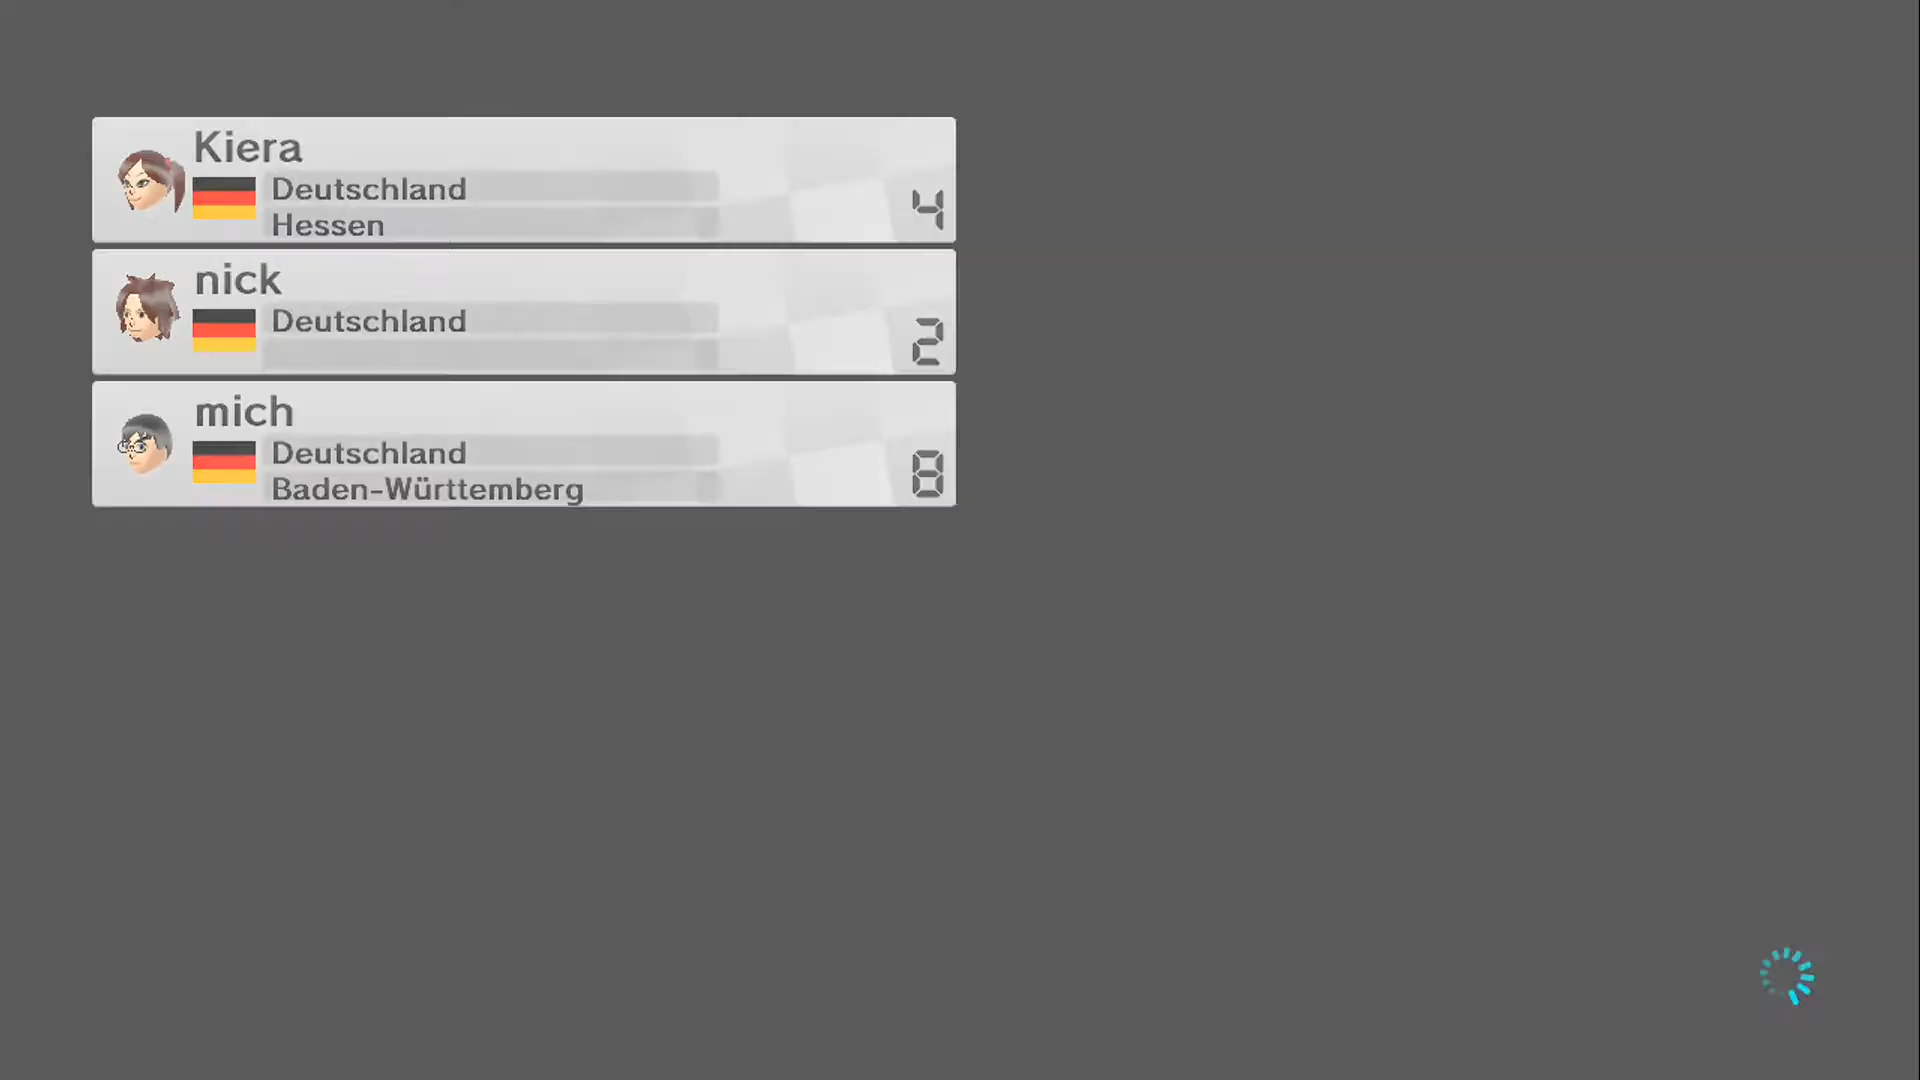 Kiera
Deutschland
Hessen
4
nick
Deutschland
2
mich
Deutschland
Baden-Württemberg
8